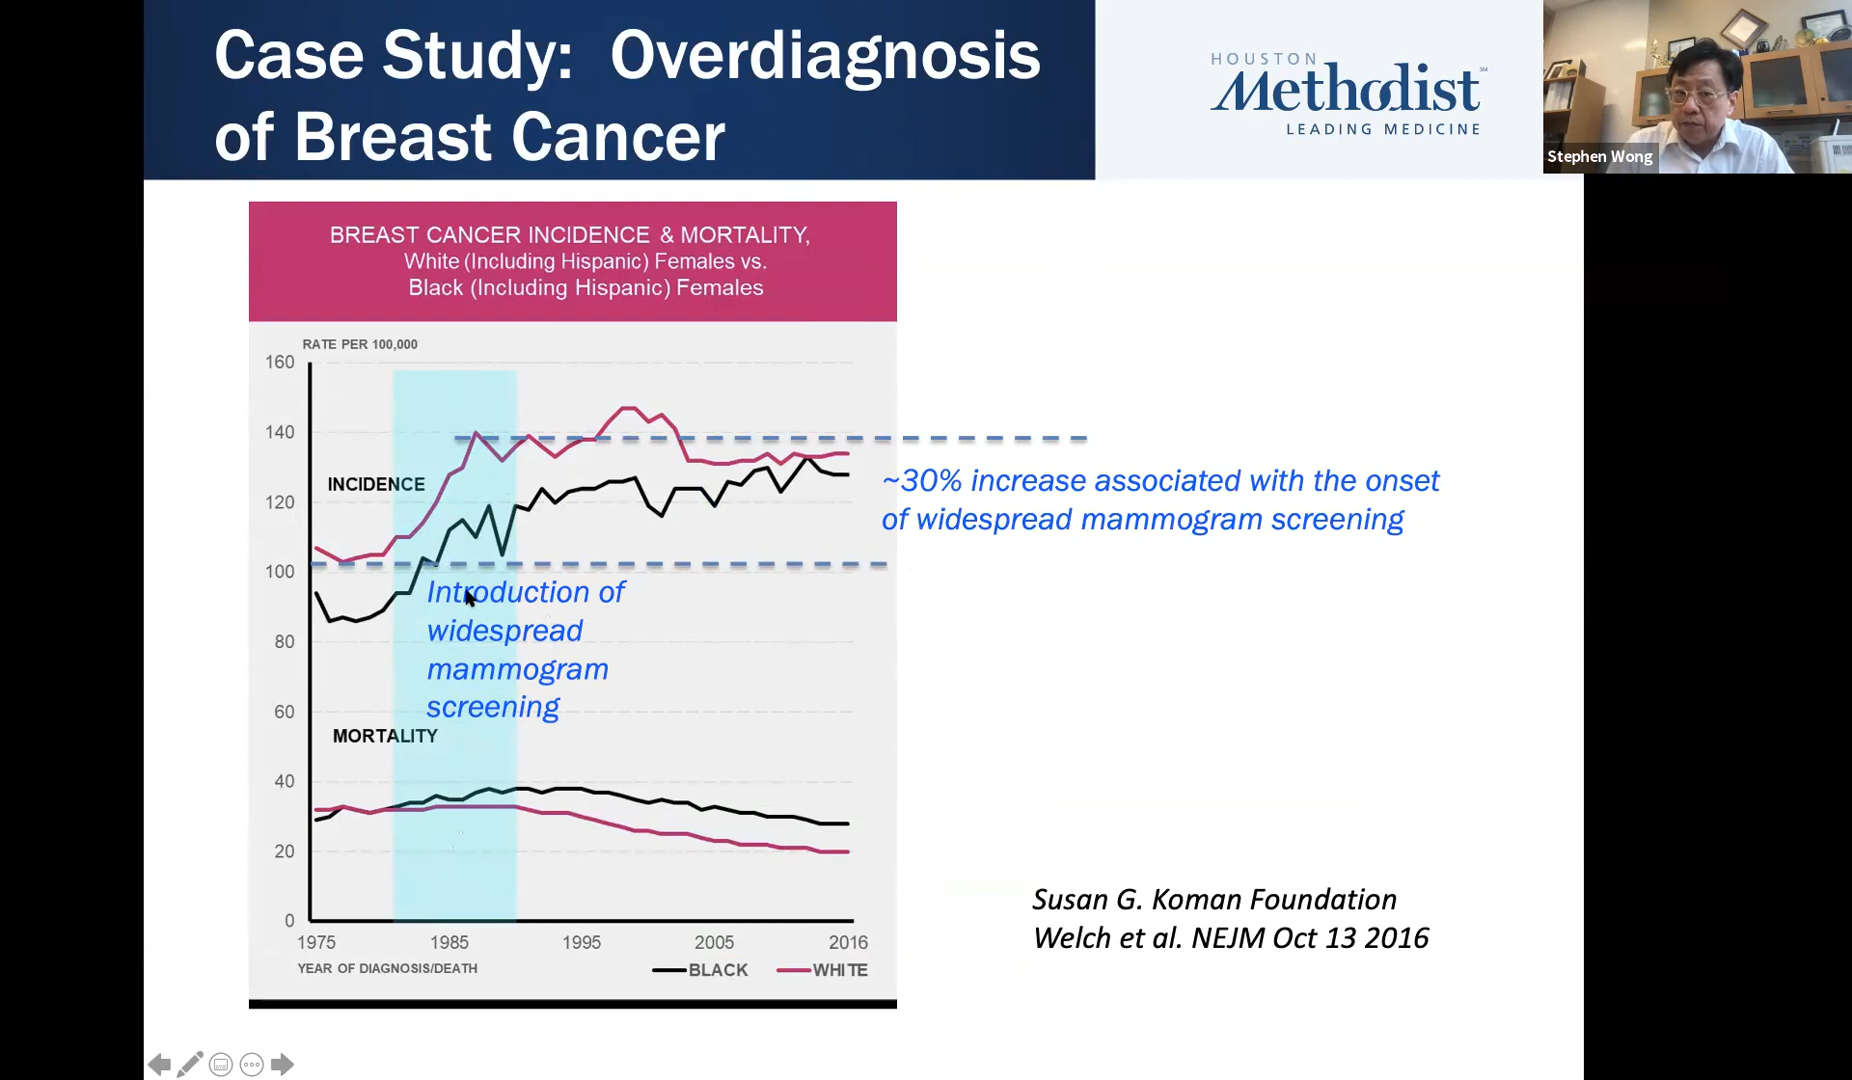 Case Study: Overdiagnosis
of Breast Cancer
HOUSTON
Methodist
SM
LEADING MEDICINE
Stephen Wong
BREAST CANCER INCIDENCE & MORTALITY,
White (Including Hispanic) Females vs.
Black (Including Hispanic) Females
RATE PER 100,000
160
140
INCIDENCE
~30% increase associated with the onset
of widespread mammogram screening
120
100
Introduction of
widespread
mammogram
screening
80
60
MORTALITY
40
20
0
1975 1985 1995 2005 2016
YEAR OF DIAGNOSIS/DEATH
BLACK WHITE
Susan G. Koman Foundation
Welch et al. NEJM Oct 13 2016